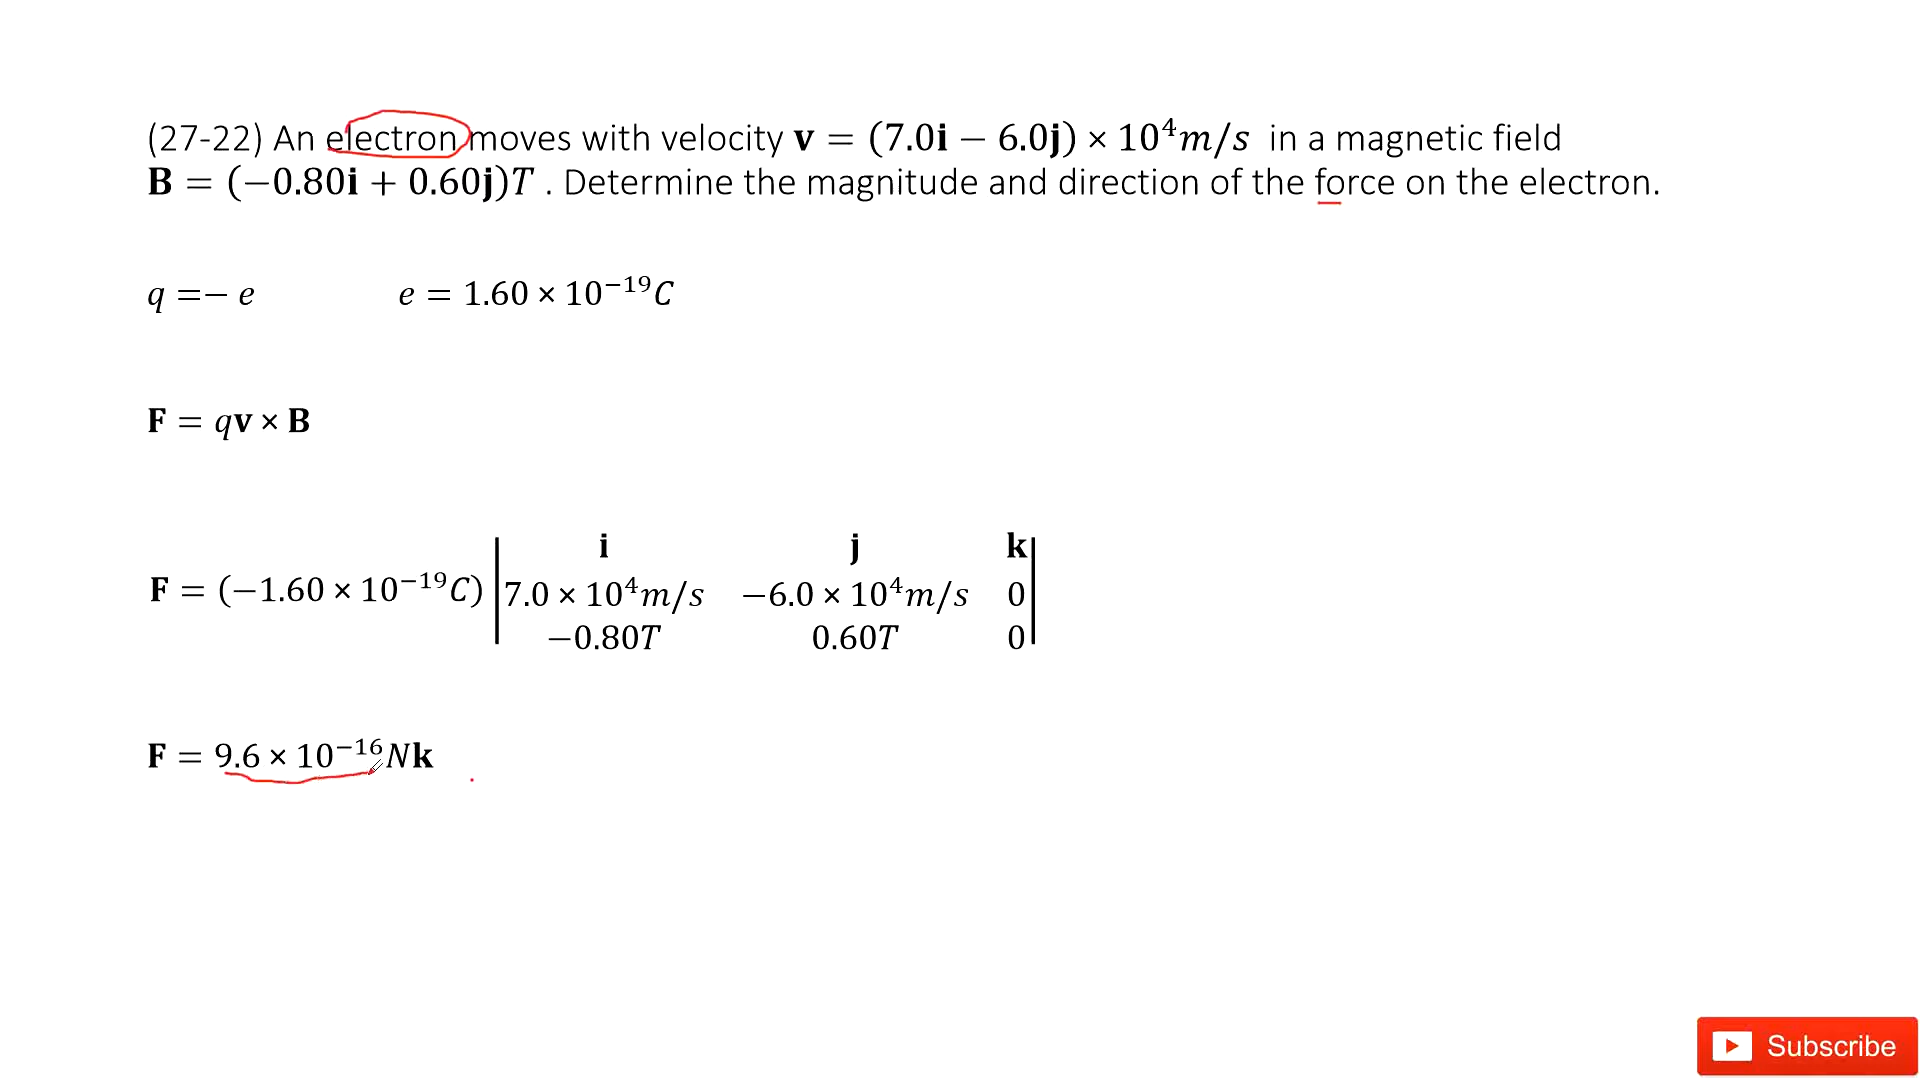 (27-22) An electron moves with velocity 𝐯 = (7.0𝐢 − 6.0𝐣) × 10⁴m/s in a magnetic field
𝐁 = (−0.80𝐢 + 0.60𝐣)T . Determine the magnitude and direction of the force on the electron.
q =− e e = 1.60 × 10⁻¹⁹C
𝐅 = q𝐯 × 𝐁
𝐢 𝐣 𝐤
𝐅 = (−1.60 × 10⁻¹⁹C) | 7.0 × 10⁴m/s −6.0 × 10⁴m/s 0 |
−0.80T 0.60T 0
𝐅 = 9.6 × 10⁻¹⁶N𝐤
Subscribe